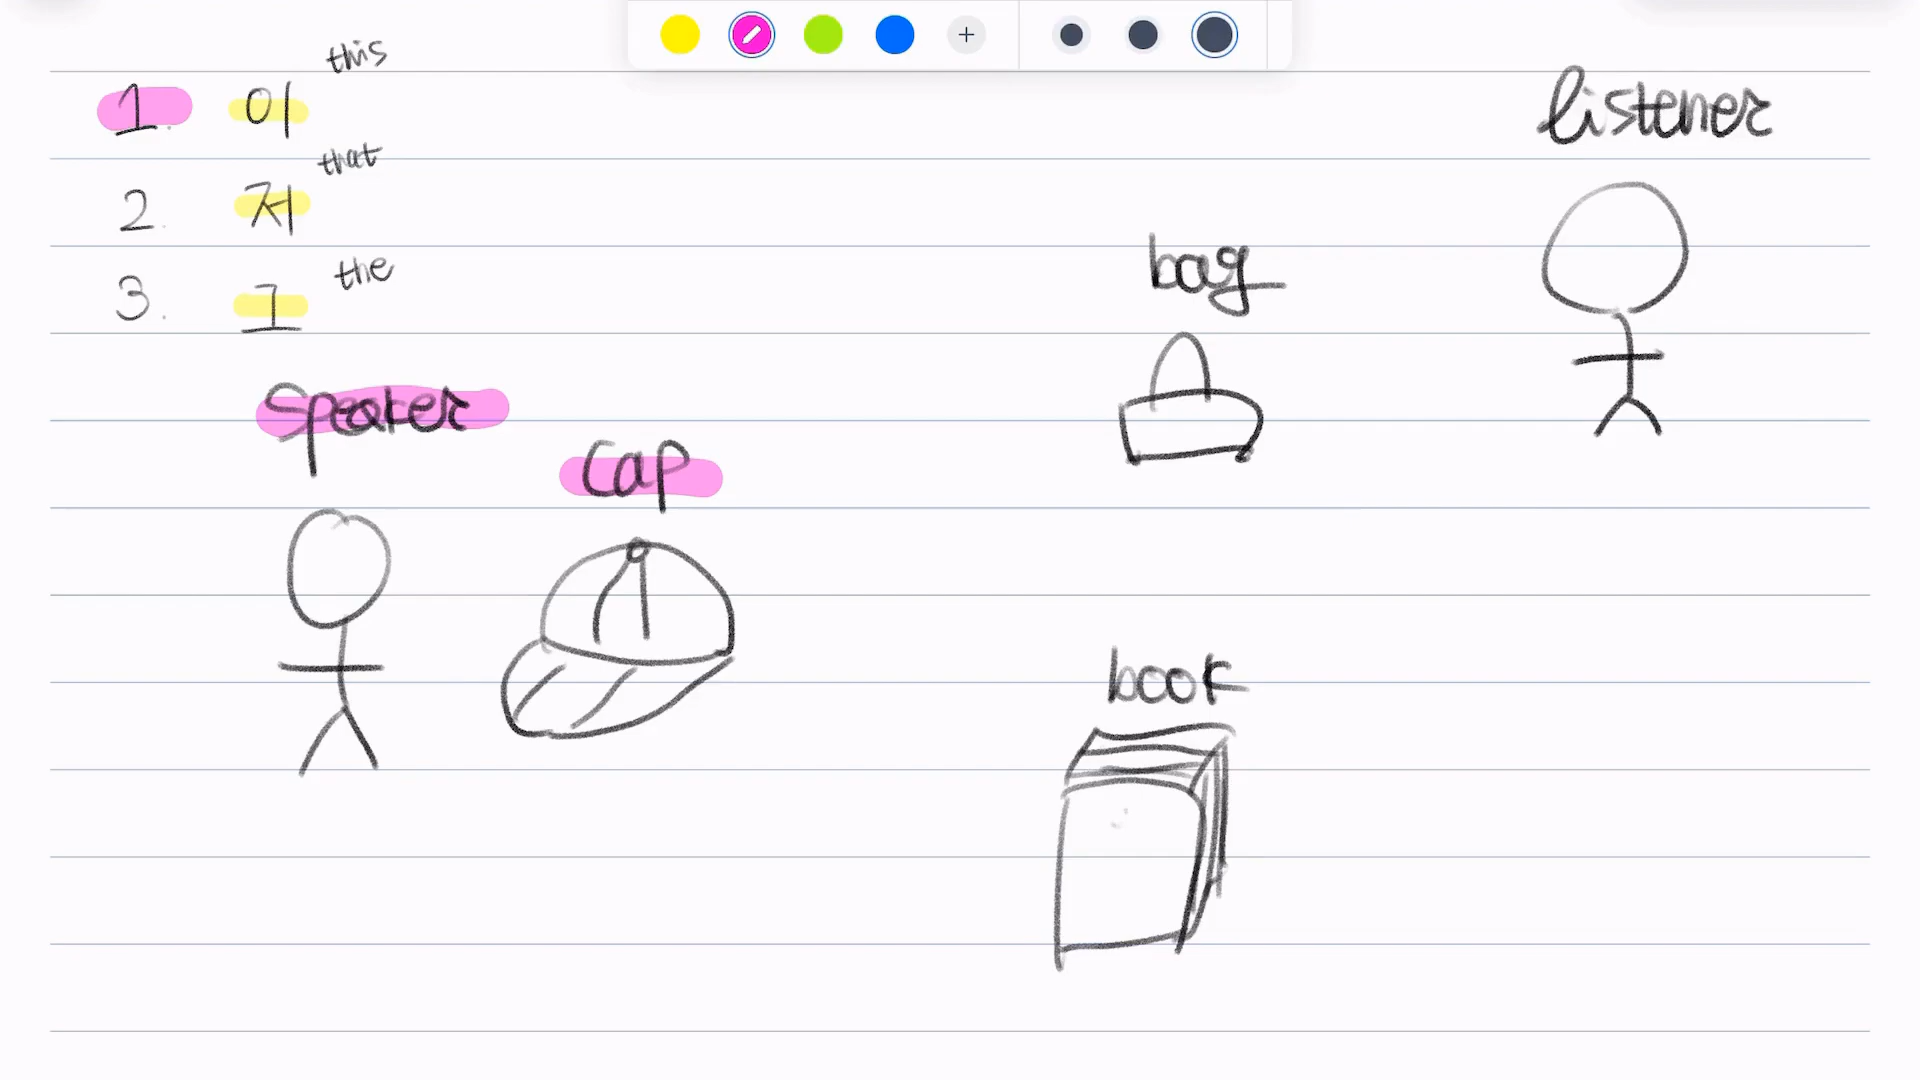 this
1. 이
that
2. 저
the
3. 그
listener
bag
Speaker
Cap
book